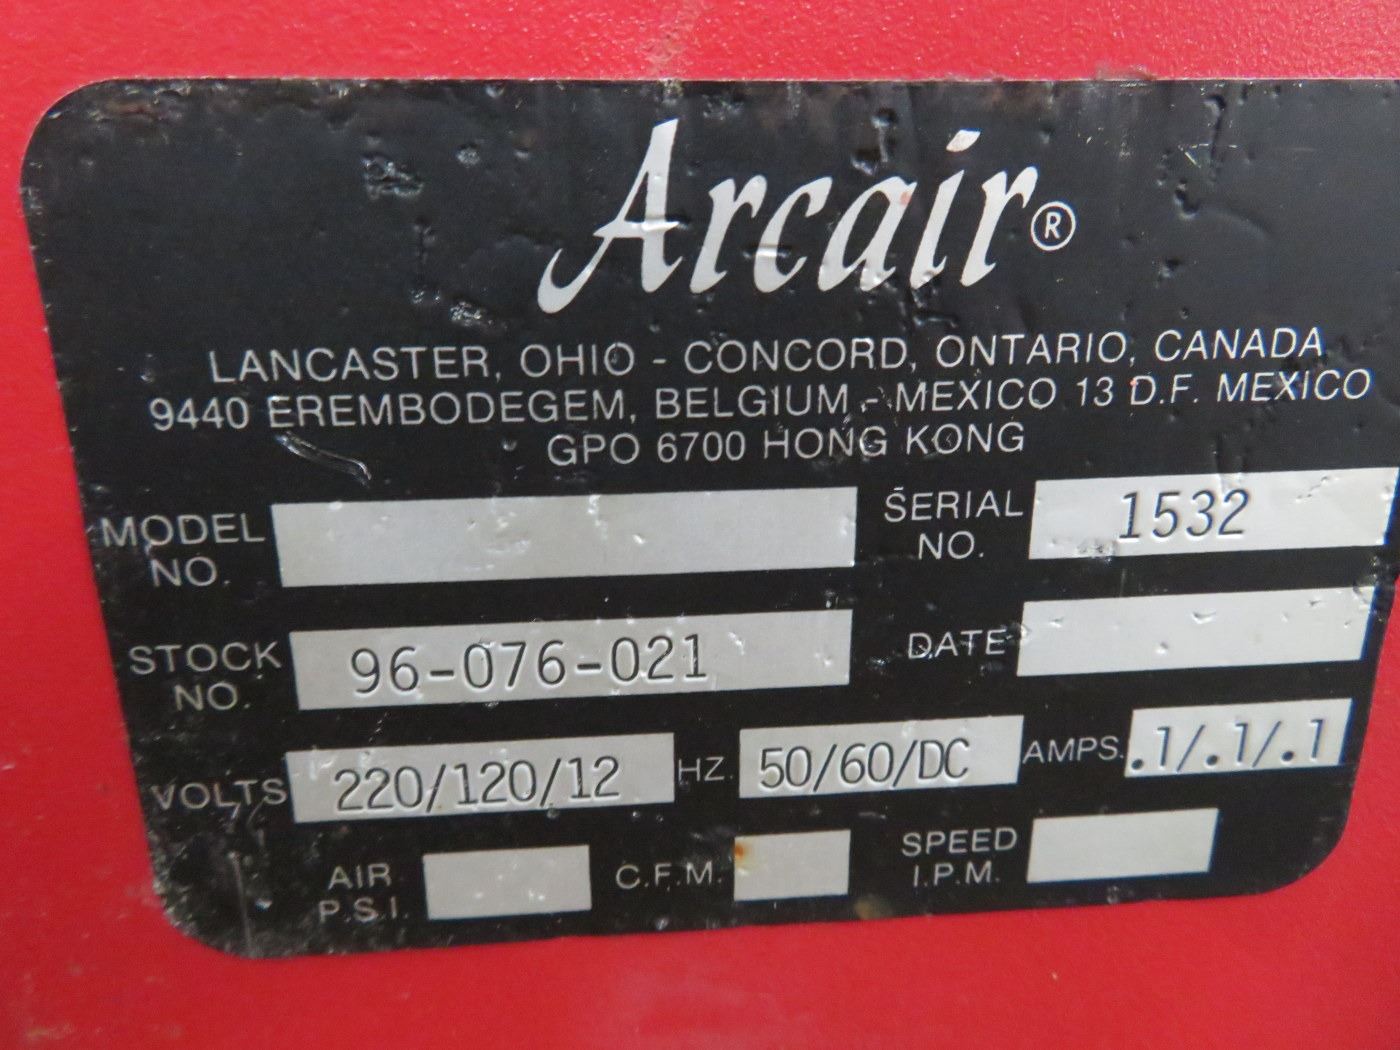 Arcair®
LANCASTER, OHIO - CONCORD, ONTARIO, CANADA
9440 EREMBODEGEM, BELGIUM - MEXICO 13 D.F. MEXICO
GPO 6700 HONG KONG
MODEL NO.
SERIAL NO. 1532
STOCK NO. 96-076-021
DATE
VOLTS 220/120/12 HZ. 50/60/DC AMPS. .1/.1/.1
AIR P.S.I. C.F.M. SPEED I.P.M.